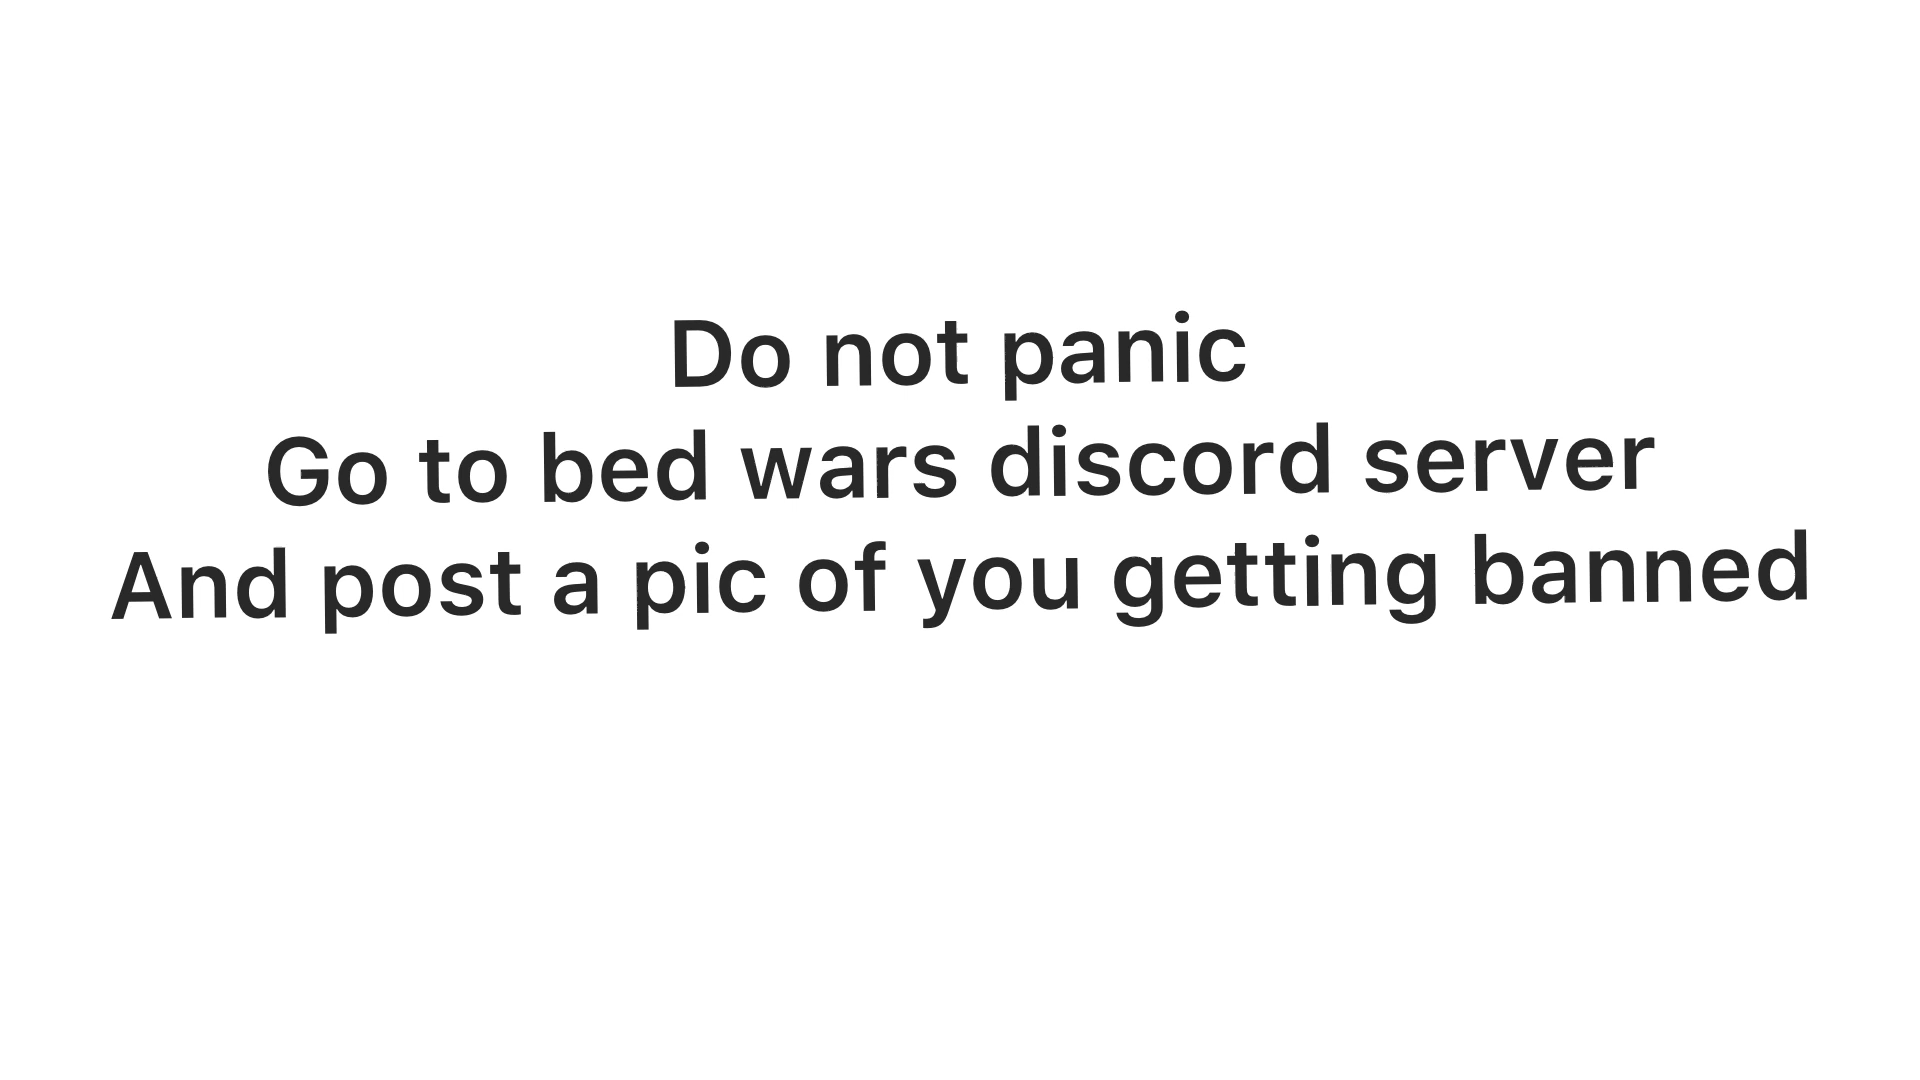 Do not panic
Go to bed wars discord server
And post a pic of you getting banned